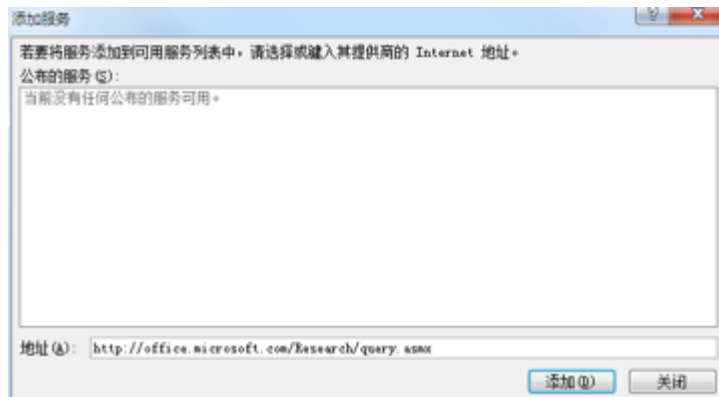 添加服务
若要将服务添加到可用服务列表中，请选择或键入其提供商的 Internet 地址。
公布的服务(S):
当前没有任何公布的服务可用。
地址(A): http://office.microsoft.com/Research/query.asmx
添加(D) 关闭